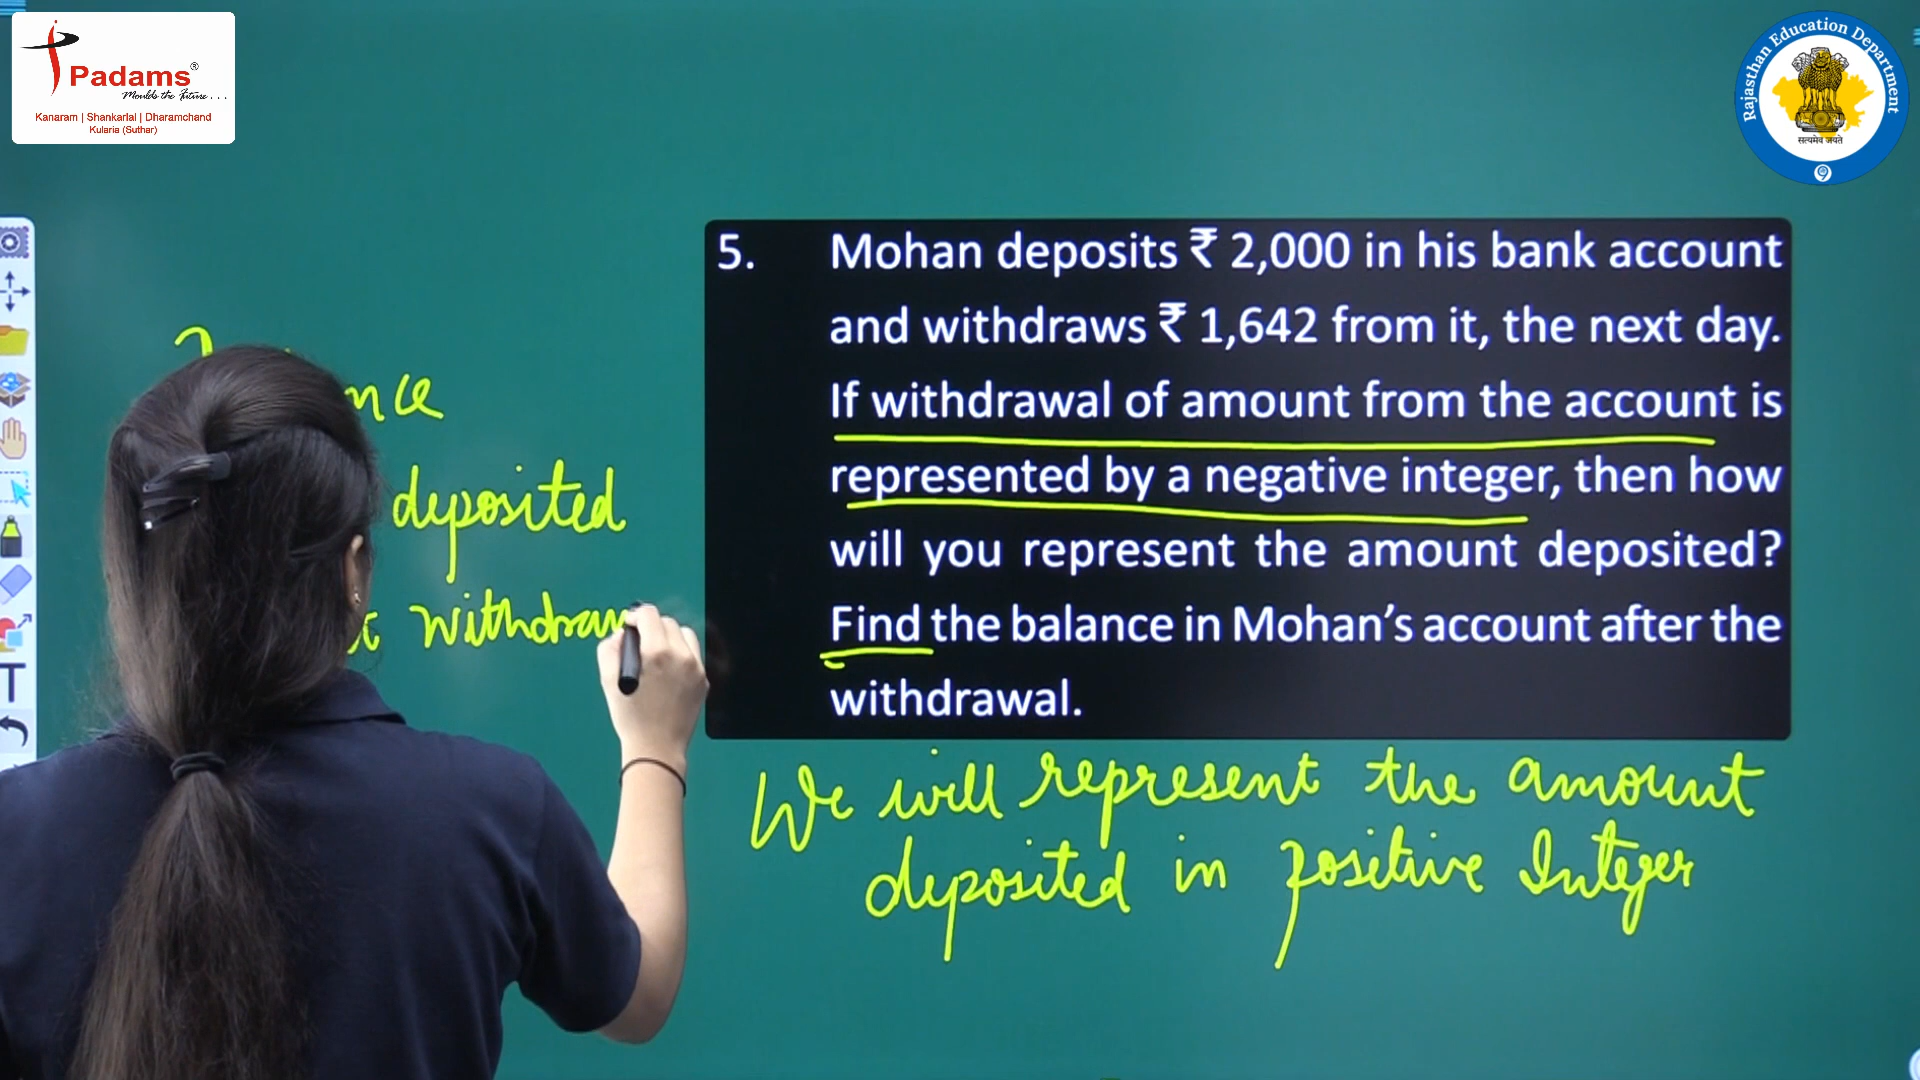 Padams®
Moulds the Future . . .
Kanaram | Shankarlal | Dharamchand
Kularia (Suthar)
Rajasthan Education Department
सत्यमेव जयते
5. Mohan deposits ₹ 2,000 in his bank account
and withdraws ₹ 1,642 from it, the next day.
If withdrawal of amount from the account is
represented by a negative integer, then how
will you represent the amount deposited?
Find the balance in Mohan’s account after the
withdrawal.
deposited
withdraw
We will represent the amount
deposited in positive Integer
T